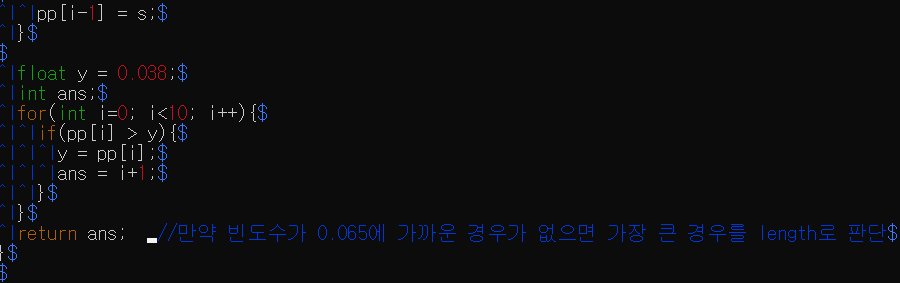 ^I^Ipp[i-1] = s;$
^I}$
$
^Ifloat y = 0.038;$
^Iint ans;$
^Ifor(int i=0; i<10; i++){$
^I^Iif(pp[i] > y){$
^I^I^Iy = pp[i];$
^I^I^Ians = i+1;$
^I^I}$
^I}$
^Ireturn ans;   //만약 빈도수가 0.065에 가까운 경우가 없으면 가장 큰 경우를 length로 판단$
}$
$